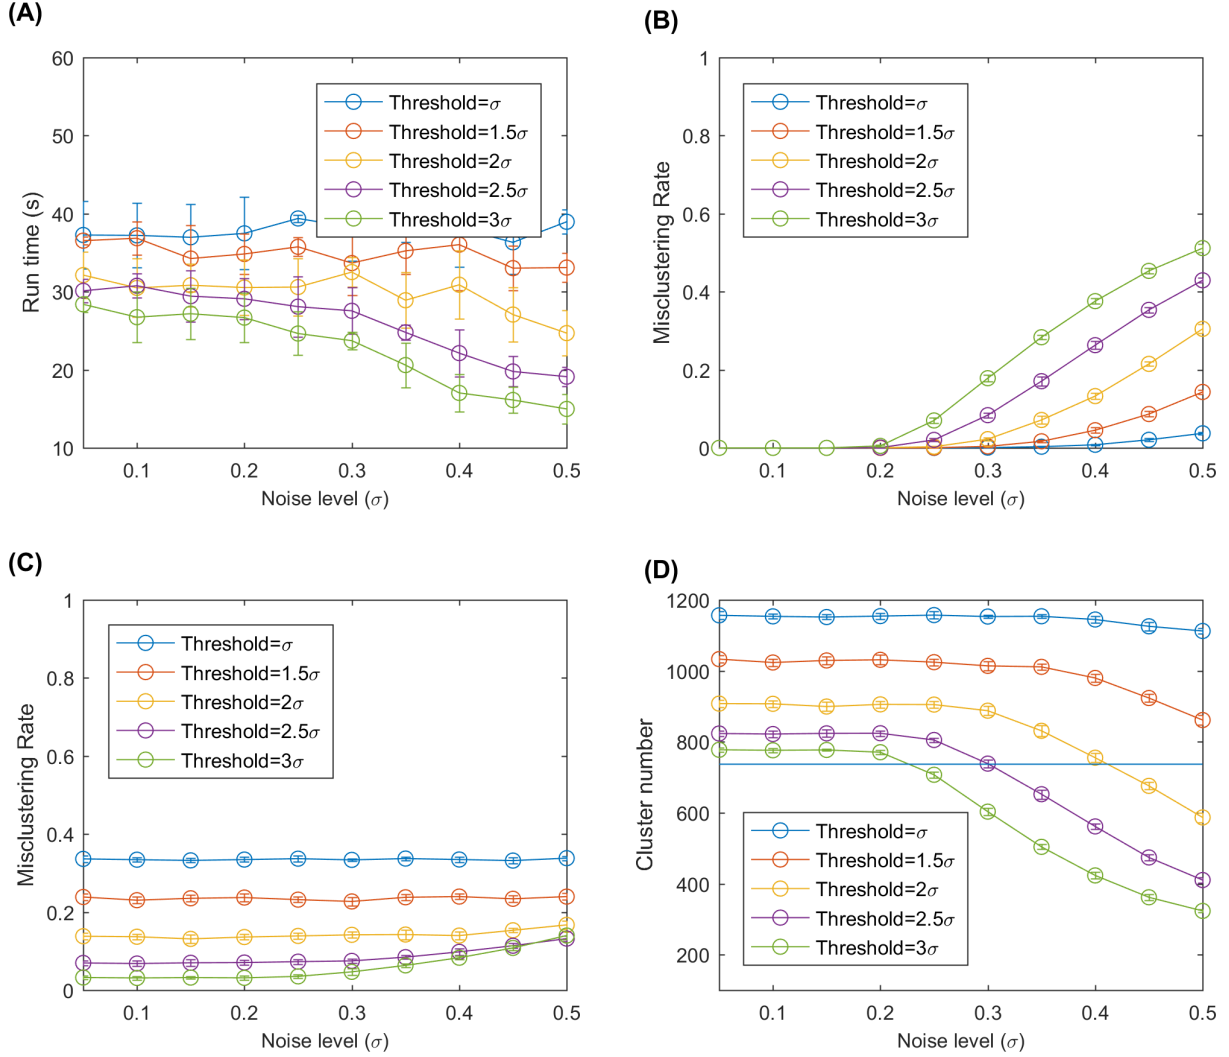 (A)
60
50
40
30
20
10
Run time (s)
0.1 0.2 0.3 0.4 0.5
Noise level (σ)
Threshold=σ
Threshold=1.5σ
Threshold=2σ
Threshold=2.5σ
Threshold=3σ
(B)
1
0.8
0.6
0.4
0.2
0
Misclustering Rate
0.1 0.2 0.3 0.4 0.5
Noise level (σ)
Threshold=σ
Threshold=1.5σ
Threshold=2σ
Threshold=2.5σ
Threshold=3σ
(C)
1
0.8
0.6
0.4
0.2
0
Misclustering Rate
0.1 0.2 0.3 0.4 0.5
Noise level (σ)
Threshold=σ
Threshold=1.5σ
Threshold=2σ
Threshold=2.5σ
Threshold=3σ
(D)
1200
1000
800
600
400
200
Cluster number
0.1 0.2 0.3 0.4 0.5
Noise level (σ)
Threshold=σ
Threshold=1.5σ
Threshold=2σ
Threshold=2.5σ
Threshold=3σ